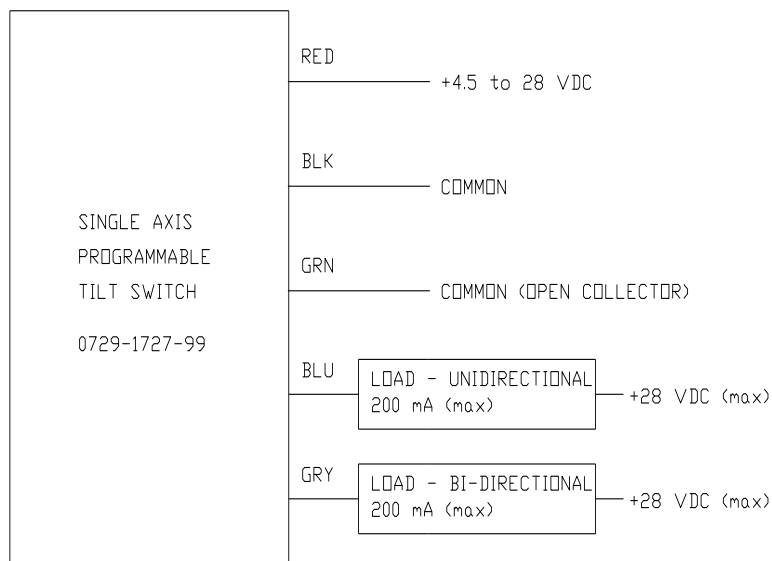 RED
+4.5 to 28 VDC
BLK
COMMON
SINGLE AXIS
PROGRAMMABLE
TILT SWITCH
0729-1727-99
GRN
COMMON (OPEN COLLECTOR)
BLU
LOAD - UNIDIRECTIONAL
200 mA (max)
+28 VDC (max)
GRY
LOAD - BI-DIRECTIONAL
200 mA (max)
+28 VDC (max)